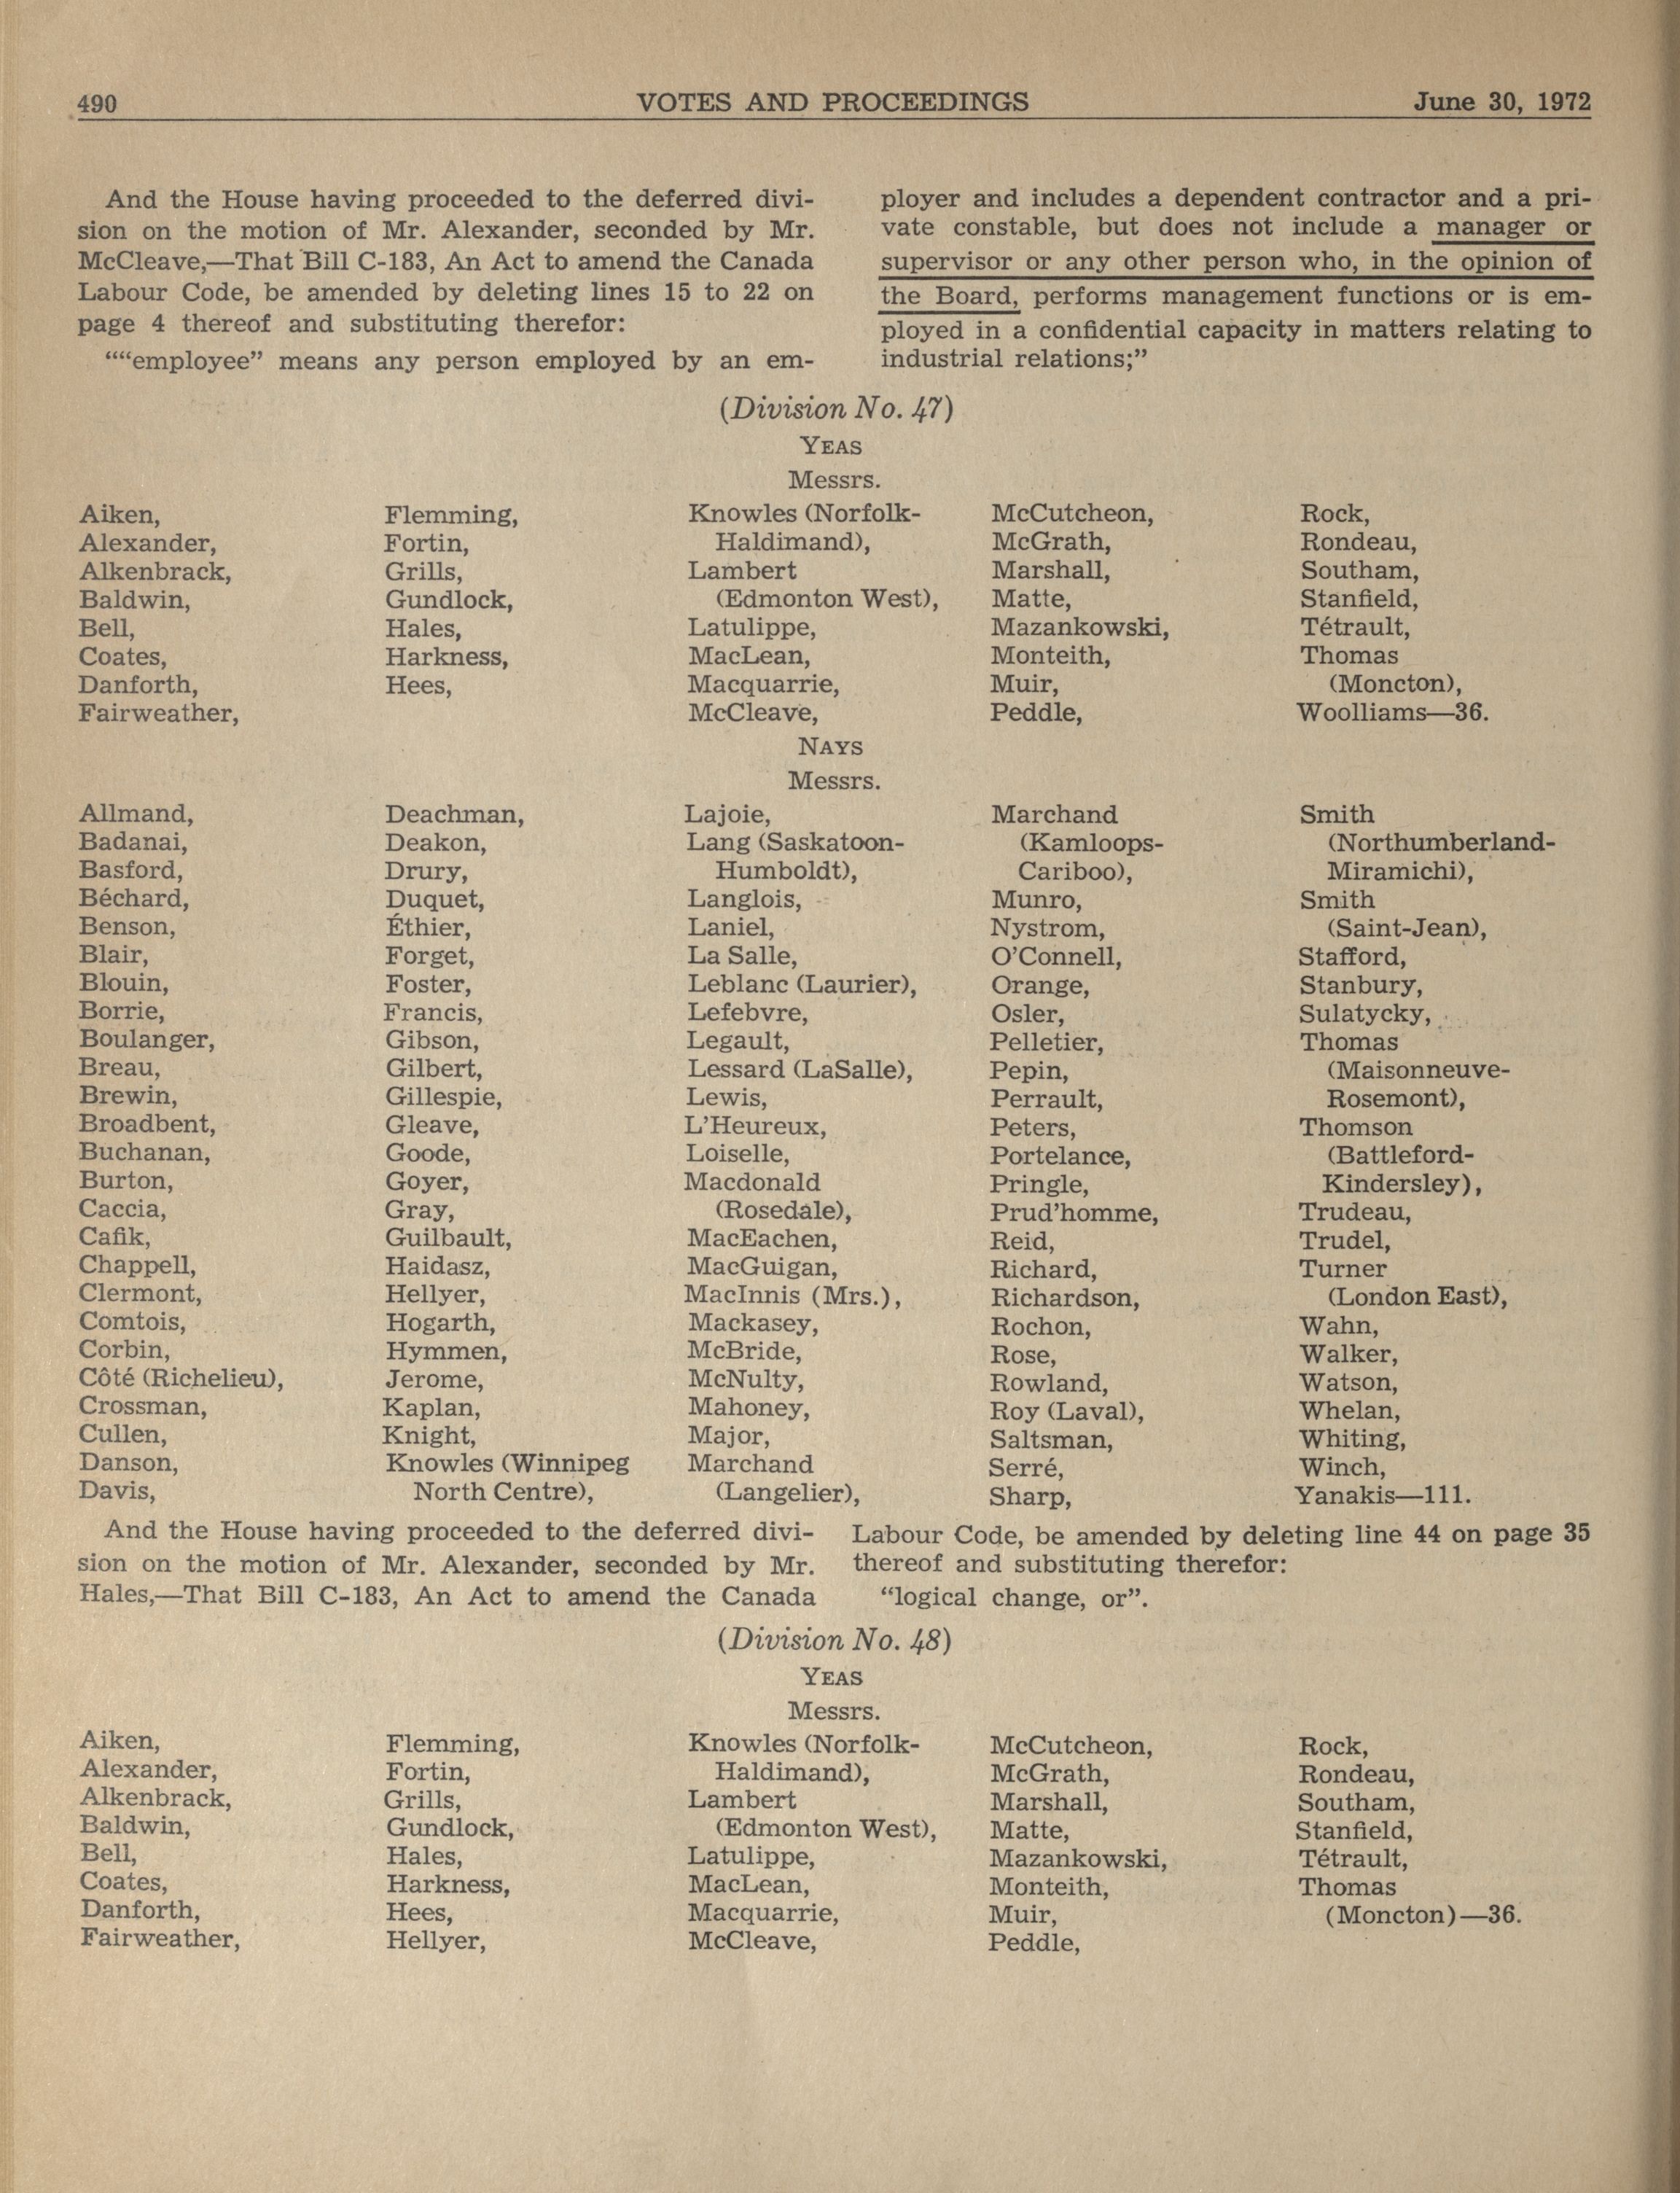 490 VOTES AND PROCEEDINGS June 30, 1972
And the House having proceeded to the deferred divi-
sion on the motion of Mr. Alexander, seconded by Mr.
McCleave,—That Bill C-183, An Act to amend the Canada
Labour Code, be amended by deleting lines 15 to 22 on
page 4 thereof and substituting therefor:
““employee” means any person employed by an em-
ployer and includes a dependent contractor and a pri-
vate constable, but does not include a manager or
supervisor or any other person who, in the opinion of
the Board, performs management functions or is em-
ployed in a confidential capacity in matters relating to
industrial relations;”
(Division No. 47)
YEAS
Messrs.
Aiken,
Alexander,
Alkenbrack,
Baldwin,
Bell,
Coates,
Danforth,
Fairweather,
Flemming,
Fortin,
Grills,
Gundlock,
Hales,
Harkness,
Hees,
Knowles (Norfolk-
Haldimand),
Lambert
(Edmonton West),
Latulippe,
MacLean,
Macquarrie,
McCleave,
McCutcheon,
McGrath,
Marshall,
Matte,
Mazankowski,
Monteith,
Muir,
Peddle,
Rock,
Rondeau,
Southam,
Stanfield,
Tétrault,
Thomas
(Moncton),
Woolliams—36.
NAYS
Messrs.
Allmand,
Badanai,
Basford,
Béchard,
Benson,
Blair,
Blouin,
Borrie,
Boulanger,
Breau,
Brewin,
Broadbent,
Buchanan,
Burton,
Caccia,
Cafik,
Chappell,
Clermont,
Comtois,
Corbin,
Côté (Richelieu),
Crossman,
Cullen,
Danson,
Davis,
Deachman,
Deakon,
Drury,
Duquet,
Éthier,
Forget,
Foster,
Francis,
Gibson,
Gilbert,
Gillespie,
Gleave,
Goode,
Goyer,
Gray,
Guilbault,
Haidasz,
Hellyer,
Hogarth,
Hymmen,
Jerome,
Kaplan,
Knight,
Knowles (Winnipeg
North Centre),
Lajoie,
Lang (Saskatoon-
Humboldt),
Langlois,
Laniel,
La Salle,
Leblanc (Laurier),
Lefebvre,
Legault,
Lessard (LaSalle),
Lewis,
L'Heureux,
Loiselle,
Macdonald
(Rosedale),
MacEachen,
MacGuigan,
MacInnis (Mrs.),
Mackasey,
McBride,
McNulty,
Mahoney,
Major,
Marchand
(Langelier),
Marchand
(Kamloops-
Cariboo),
Munro,
Nystrom,
O'Connell,
Orange,
Osler,
Pelletier,
Pepin,
Perrault,
Peters,
Portelance,
Pringle,
Prud'homme,
Reid,
Richard,
Richardson,
Rochon,
Rose,
Rowland,
Roy (Laval),
Saltsman,
Serré,
Sharp,
Smith
(Northumberland-
Miramichi),
Smith
(Saint-Jean),
Stafford,
Stanbury,
Sulatycky,
Thomas
(Maisonneuve-
Rosemont),
Thomson
(Battleford-
Kindersley),
Trudeau,
Trudel,
Turner
(London East),
Wahn,
Walker,
Watson,
Whelan,
Whiting,
Winch,
Yanakis—111.
And the House having proceeded to the deferred divi-
sion on the motion of Mr. Alexander, seconded by Mr.
Hales,—That Bill C-183, An Act to amend the Canada
Labour Code, be amended by deleting line 44 on page 35
thereof and substituting therefor:
“logical change, or”.
(Division No. 48)
YEAS
Messrs.
Aiken,
Alexander,
Alkenbrack,
Baldwin,
Bell,
Coates,
Danforth,
Fairweather,
Flemming,
Fortin,
Grills,
Gundlock,
Hales,
Harkness,
Hees,
Hellyer,
Knowles (Norfolk-
Haldimand),
Lambert
(Edmonton West),
Latulippe,
MacLean,
Macquarrie,
McCleave,
McCutcheon,
McGrath,
Marshall,
Matte,
Mazankowski,
Monteith,
Muir,
Peddle,
Rock,
Rondeau,
Southam,
Stanfield,
Tétrault,
Thomas
(Moncton)—36.